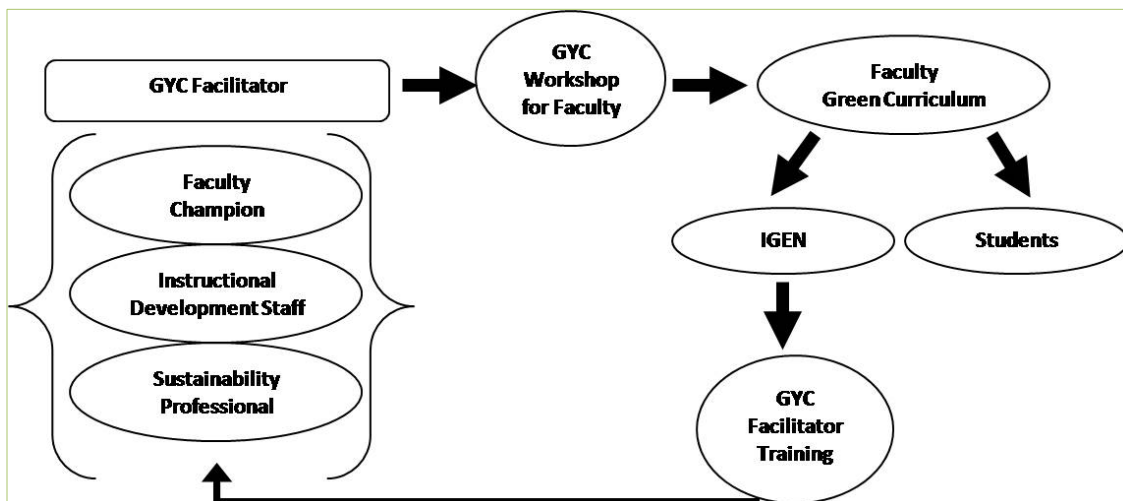 GYC Facilitator
GYC
Workshop
for Faculty
Faculty
Green Curriculum
Faculty
Champion
Instructional
Development Staff
Sustainability
Professional
IGEN
Students
GYC
Facilitator
Training